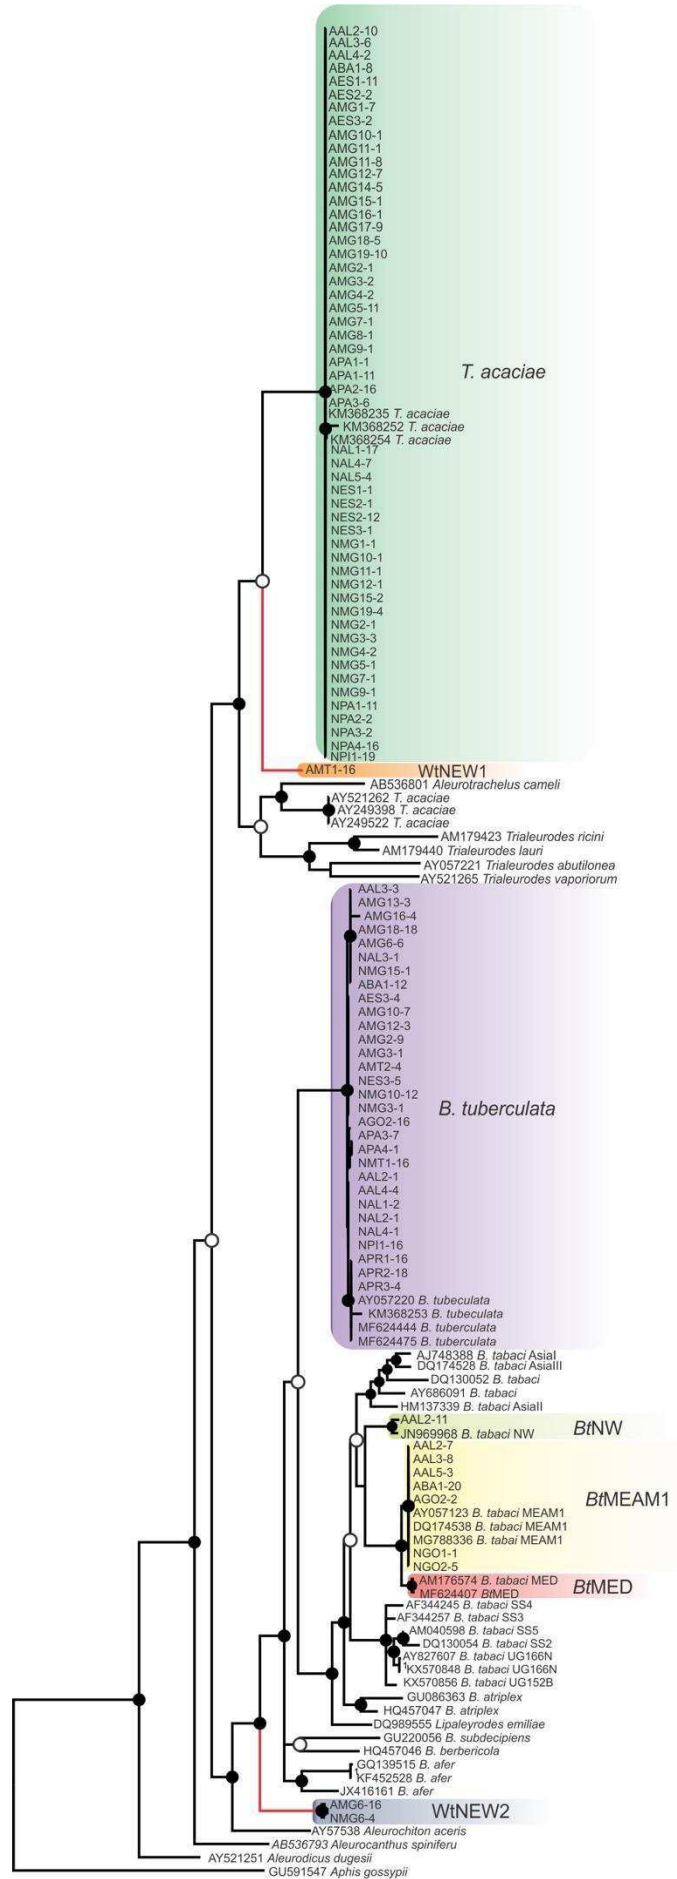 AAL2-10
AAL3-6
AAL4-2
ABA1-8
AES1-11
AES2-2
AMG1-7
AES3-2
AMG10-1
AMG11-1
AMG11-8
AMG12-7
AMG14-5
AMG15-1
AMG16-1
AMG17-9
AMG18-5
AMG19-10
AMG2-1
AMG3-2
AMG4-2
AMG5-11
AMG7-1
AMG8-1
AMG9-1
APA1-1
T. acaciae
APA1-11
APA2-16
APA3-6
KM368235 T. acaciae
KM368252 T. acaciae
KM368254 T. acaciae
NAL1-17
NAL4-7
NAL5-4
NES1-1
NES2-1
NES2-12
NES3-1
NMG1-1
NMG10-1
NMG11-1
NMG12-1
NMG15-2
NMG19-4
NMG2-1
NMG3-3
NMG4-2
NMG5-1
NMG7-1
NMG9-1
NPA1-11
NPA2-2
NPA3-2
NPA4-16
NPI1-19
AMT1-16 WtNEW1
AB536801 Aleurotrachelus cameli
AY521262 T. acaciae
AY249398 T. acaciae
AY249522 T. acaciae
AM179423 Trialeurodes ricini
AM179440 Trialeurodes lauri
AY057221 Trialeurodes abutilonea
AY521265 Trialeurodes vaporiorum
AAL3-3
AMG13-3
AMG16-4
AMG18-18
AMG6-6
NAL3-1
NMG15-1
ABA1-12
AES3-4
AMG10-7
AMG12-3
AMG2-9
AMG3-1
AMT2-4
NES3-5
NMG10-12
B. tuberculata
NMG3-1
AGO2-16
APA3-7
APA4-1
NMT1-16
AAL2-1
AAL4-4
NAL1-2
NAL2-1
NAL4-1
NPI1-16
APR1-16
APR2-18
APR3-4
AY057220 B. tubeculata
KM368253 B. tubeculata
MF624444 B. tuberculata
MF624475 B. tuberculata
AJ748388 B. tabaci AsiaI
DQ174528 B. tabaci AsiaIII
DQ130052 B. tabaci
AY686091 B. tabaci
HM137339 B. tabaci AsiaII
AAL2-11
BtNW
JN969968 B. tabaci NW
AAL2-7
AAL3-8
AAL5-3
ABA1-20
AGO2-2
BtMEAM1
AY057123 B. tabaci MEAM1
DQ174538 B. tabaci MEAM1
MG788336 B. tabai MEAM1
NGO1-1
NGO2-5
AM176574 B. tabaci MED
BtMED
MF624407 BtMED
AF344245 B. tabaci SS4
AF344257 B. tabaci SS3
AM040598 B. tabaci SS5
DQ130054 B. tabaci SS2
AY827607 B. tabaci UG166N
KX570848 B. tabaci UG166N
KX570856 B. tabaci UG152B
GU086363 B. atriplex
HQ457047 B. atriplex
DQ989555 Lipaleyrodes emiliae
GU220056 B. subdecipiens
HQ457046 B. berbericola
GQ139515 B. afer
KF452528 B. afer
JX416161 B. afer
AMG6-16
WtNEW2
NMG6-4
AY57538 Aleurochiton aceris
AB536793 Aleurocanthus spiniferu
AY521251 Aleurodicus dugesii
GU591547 Aphis gossypii